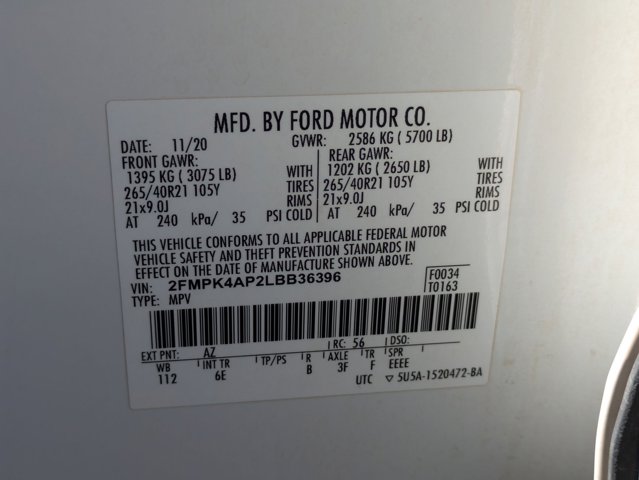 MFD. BY FORD MOTOR CO.
DATE: 11/20 GVWR: 2586 KG ( 5700 LB)
FRONT GAWR: REAR GAWR:
1395 KG ( 3075 LB) WITH 1202 KG ( 2650 LB) WITH
265/40R21 105Y TIRES 265/40R21 105Y TIRES
21x9.0J RIMS 21x9.0J RIMS
AT 240 kPa/ 35 PSI COLD AT 240 kPa/ 35 PSI COLD
THIS VEHICLE CONFORMS TO ALL APPLICABLE FEDERAL MOTOR
VEHICLE SAFETY AND THEFT PREVENTION STANDARDS IN
EFFECT ON THE DATE OF MANUFACTURE SHOWN ABOVE.
VIN: 2FMPK4AP2LBB36396 F0034
TYPE: MPV T0163
EXT PNT: AZ RC: 56 DSO:
WB INT TR TP/PS R AXLE TR SPR
112 6E B 3F F EEEE
UTC ▽ 5U5A-1520472-BA